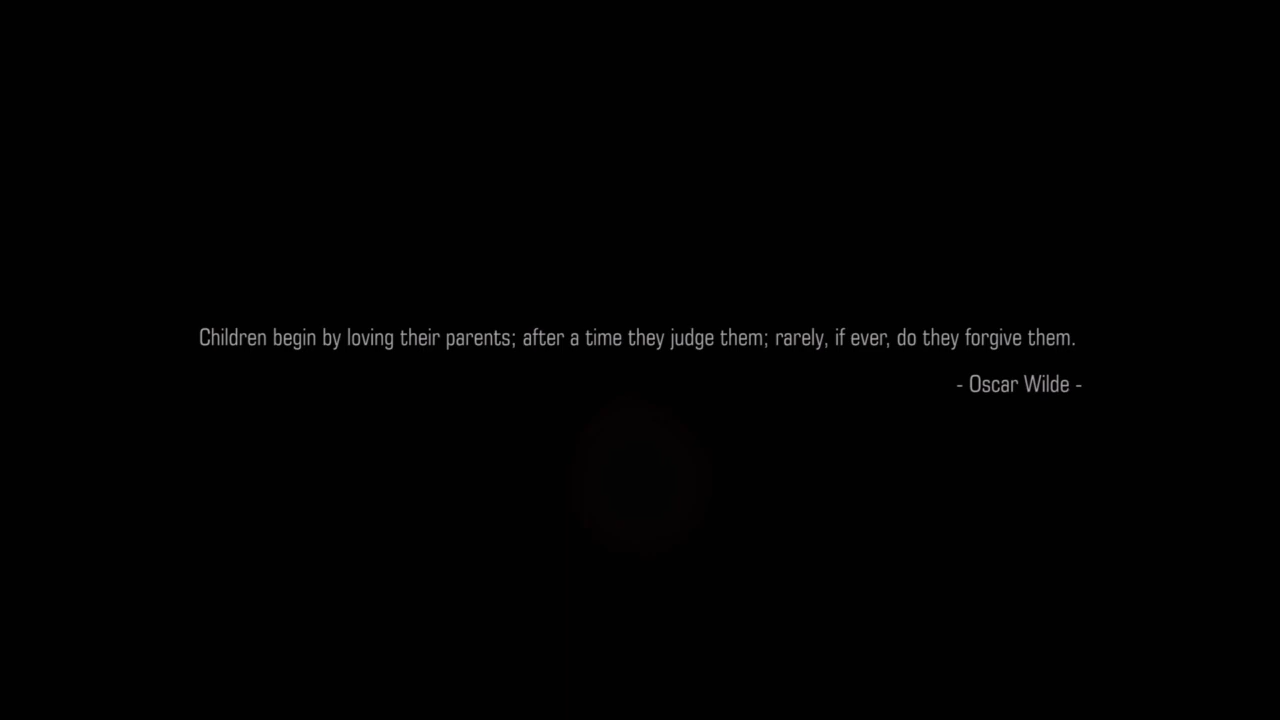 Children begin by loving their parents; after a time they judge them; rarely, if ever, do they forgive them.
- Oscar Wilde -